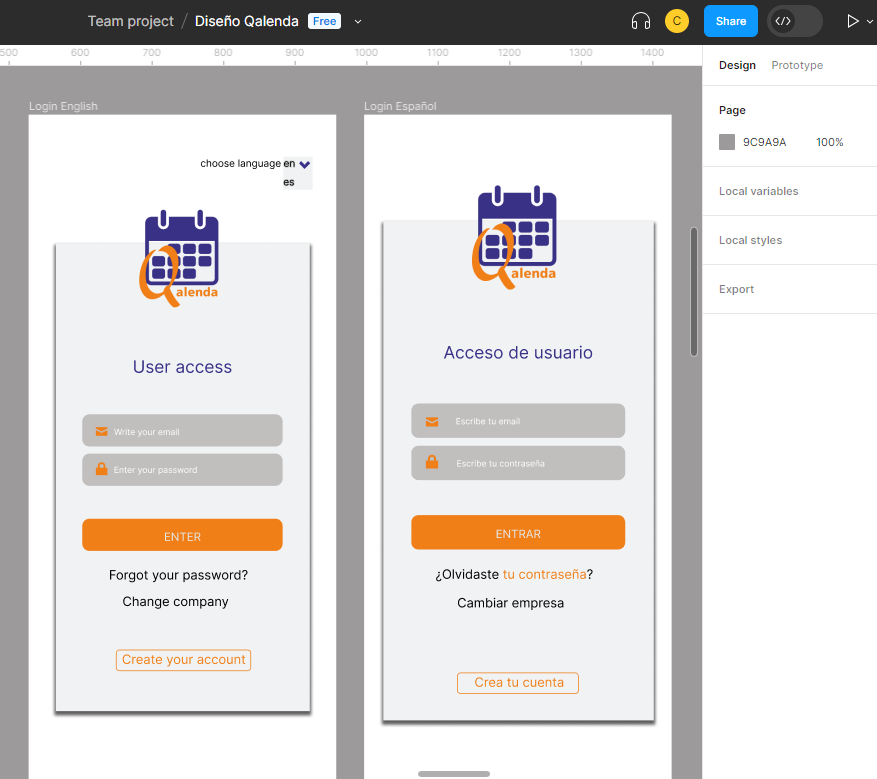 Team project / Diseño Qalenda Free
C
Share
</>
500 600 700 800 900 1000 1100 1200 1300 1400
Design Prototype
Page
9C9A9A 100%
Local variables
Local styles
Export
Login English
choose language en
es
Qalenda
User access
Write your email
Enter your password
ENTER
Forgot your password?
Change company
Create your account
Login Español
Qalenda
Acceso de usuario
Escribe tu email
Escribe tu contraseña
ENTRAR
¿Olvidaste tu contraseña?
Cambiar empresa
Crea tu cuenta